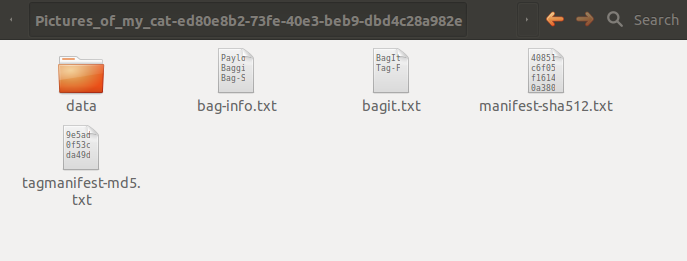 Pictures_of_my_cat-ed80e8b2-73fe-40e3-beb9-dbd4c28a982e
Search
Paylo
Baggi
Bag-S
BagIt
Tag-F
40851
c6f05
f1614
0a380
data
bag-info.txt
bagit.txt
manifest-sha512.txt
9e5ad
0f53c
da49d
tagmanifest-md5.
txt